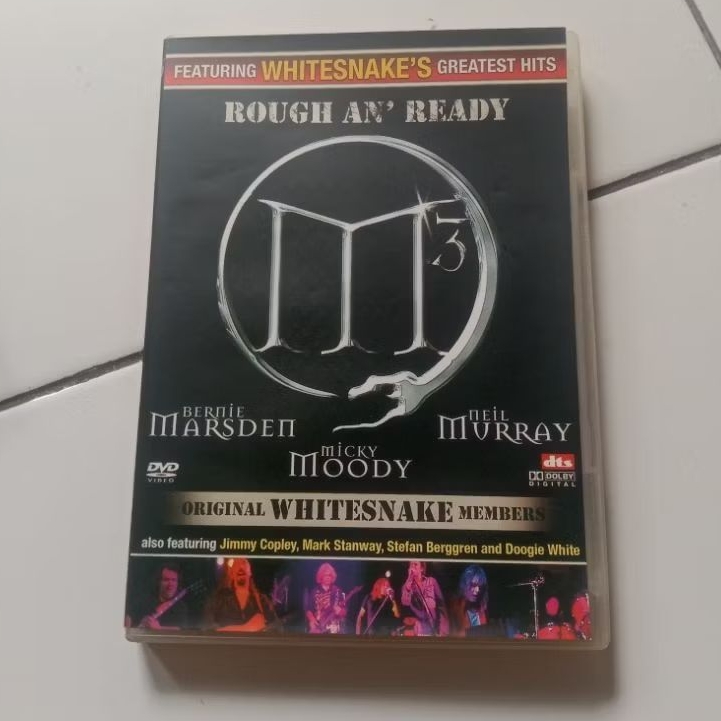 FEATURING WHITESNAKE'S GREATEST HITS
ROUGH AN' READY
M3
BERNIE
MARSDEN
NEIL
MURRAY
MICKY
MOODY
DVD
VIDEO
dts
DOLBY
DIGITAL
ORIGINAL WHITESNAKE MEMBERS
also featuring Jimmy Copley, Mark Stanway, Stefan Berggren and Doogie White